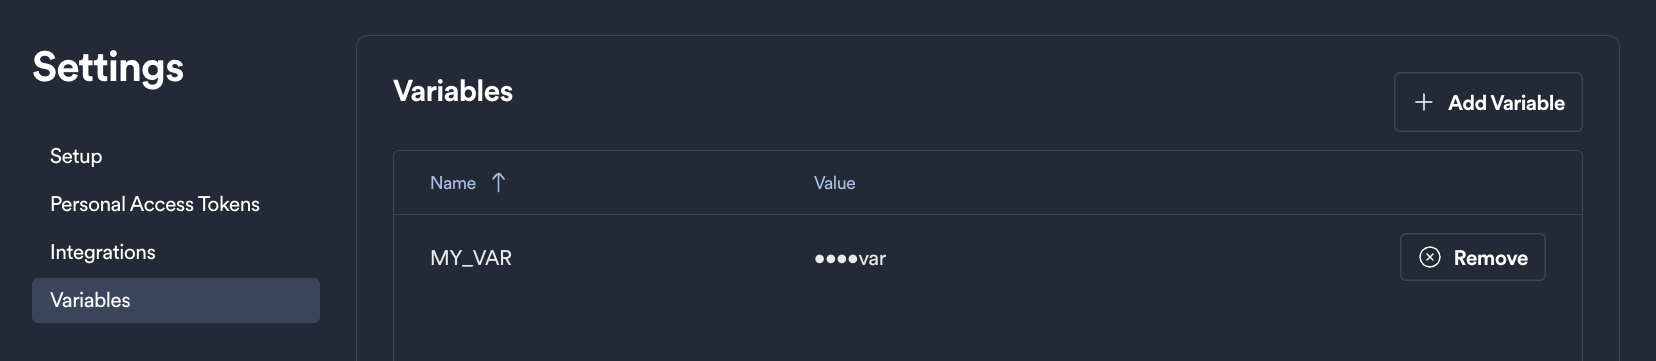 Settings
Setup
Personal Access Tokens
Integrations
Variables
Variables
+ Add Variable
Name ↑ Value
MY_VAR ●●●●var Remove